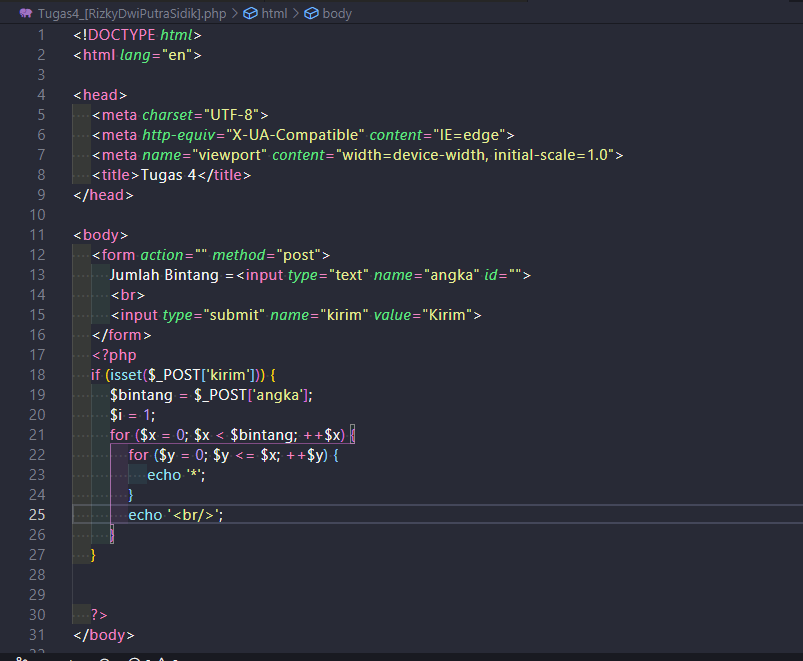 Tugas4_[RizkyDwiPutraSidik].php > html > body
1 <!DOCTYPE html>
2 <html lang="en">
3
4 <head>
5 <meta charset="UTF-8">
6 <meta http-equiv="X-UA-Compatible" content="IE=edge">
7 <meta name="viewport" content="width=device-width, initial-scale=1.0">
8 <title>Tugas 4</title>
9 </head>
10
11 <body>
12 <form action="" method="post">
13 Jumlah Bintang =<input type="text" name="angka" id="">
14 <br>
15 <input type="submit" name="kirim" value="Kirim">
16 </form>
17 <?php
18 if (isset($_POST['kirim'])) {
19 $bintang = $_POST['angka'];
20 $i = 1;
21 for ($x = 0; $x < $bintang; ++$x) {
22 for ($y = 0; $y <= $x; ++$y) {
23 echo '*';
24 }
25 echo '<br/>';
26 }
27 }
28
29
30 ?>
31 </body>